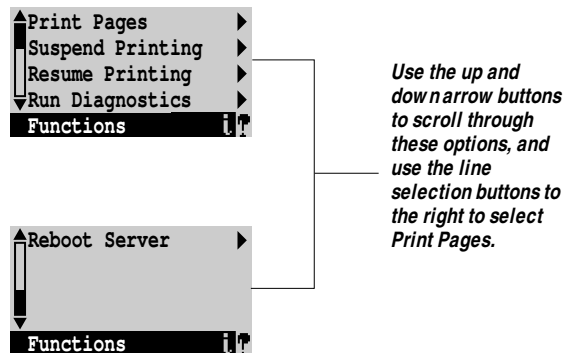 Print Pages
Suspend Printing
Resume Printing
Run Diagnostics
Functions
Use the up and
down arrow buttons
to scroll through
these options, and
use the line
selection buttons to
the right to select
Print Pages.
Reboot Server
Functions